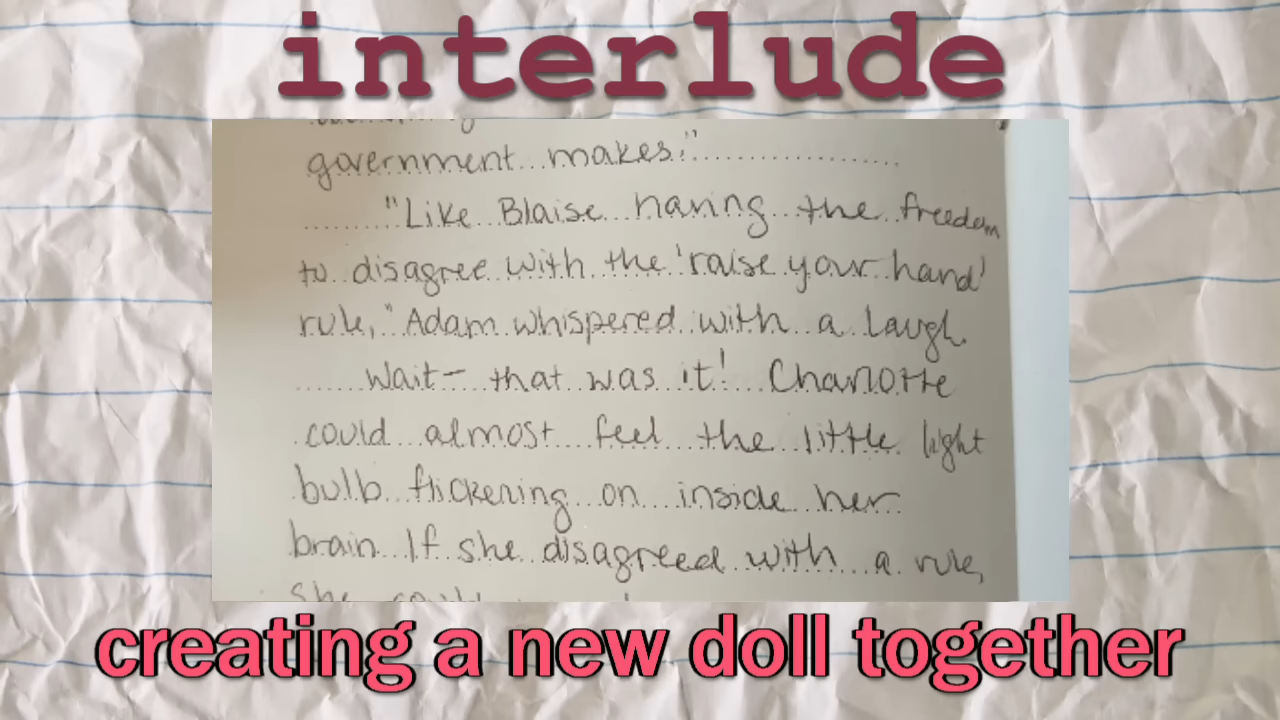 interlude
government makes."
"Like Blaise having the freedom
to disagree with the 'raise your hand'
rule," Adam whispered with a laugh.
Wait- that was it! Charlotte
could almost feel the little light
bulb flickering on inside her
brain. If she disagreed with a rule,
she
creating a new doll together